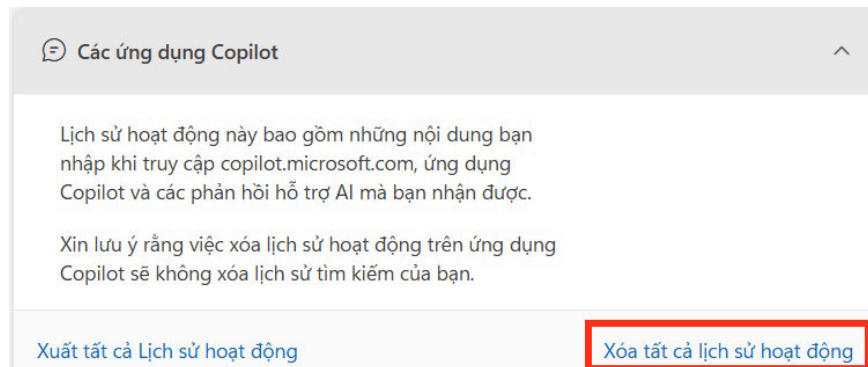 Các ứng dụng Copilot
Lịch sử hoạt động này bao gồm những nội dung bạn
nhập khi truy cập copilot.microsoft.com, ứng dụng
Copilot và các phản hồi hỗ trợ AI mà bạn nhận được.
Xin lưu ý rằng việc xóa lịch sử hoạt động trên ứng dụng
Copilot sẽ không xóa lịch sử tìm kiếm của bạn.
Xuất tất cả Lịch sử hoạt động
Xóa tất cả lịch sử hoạt động